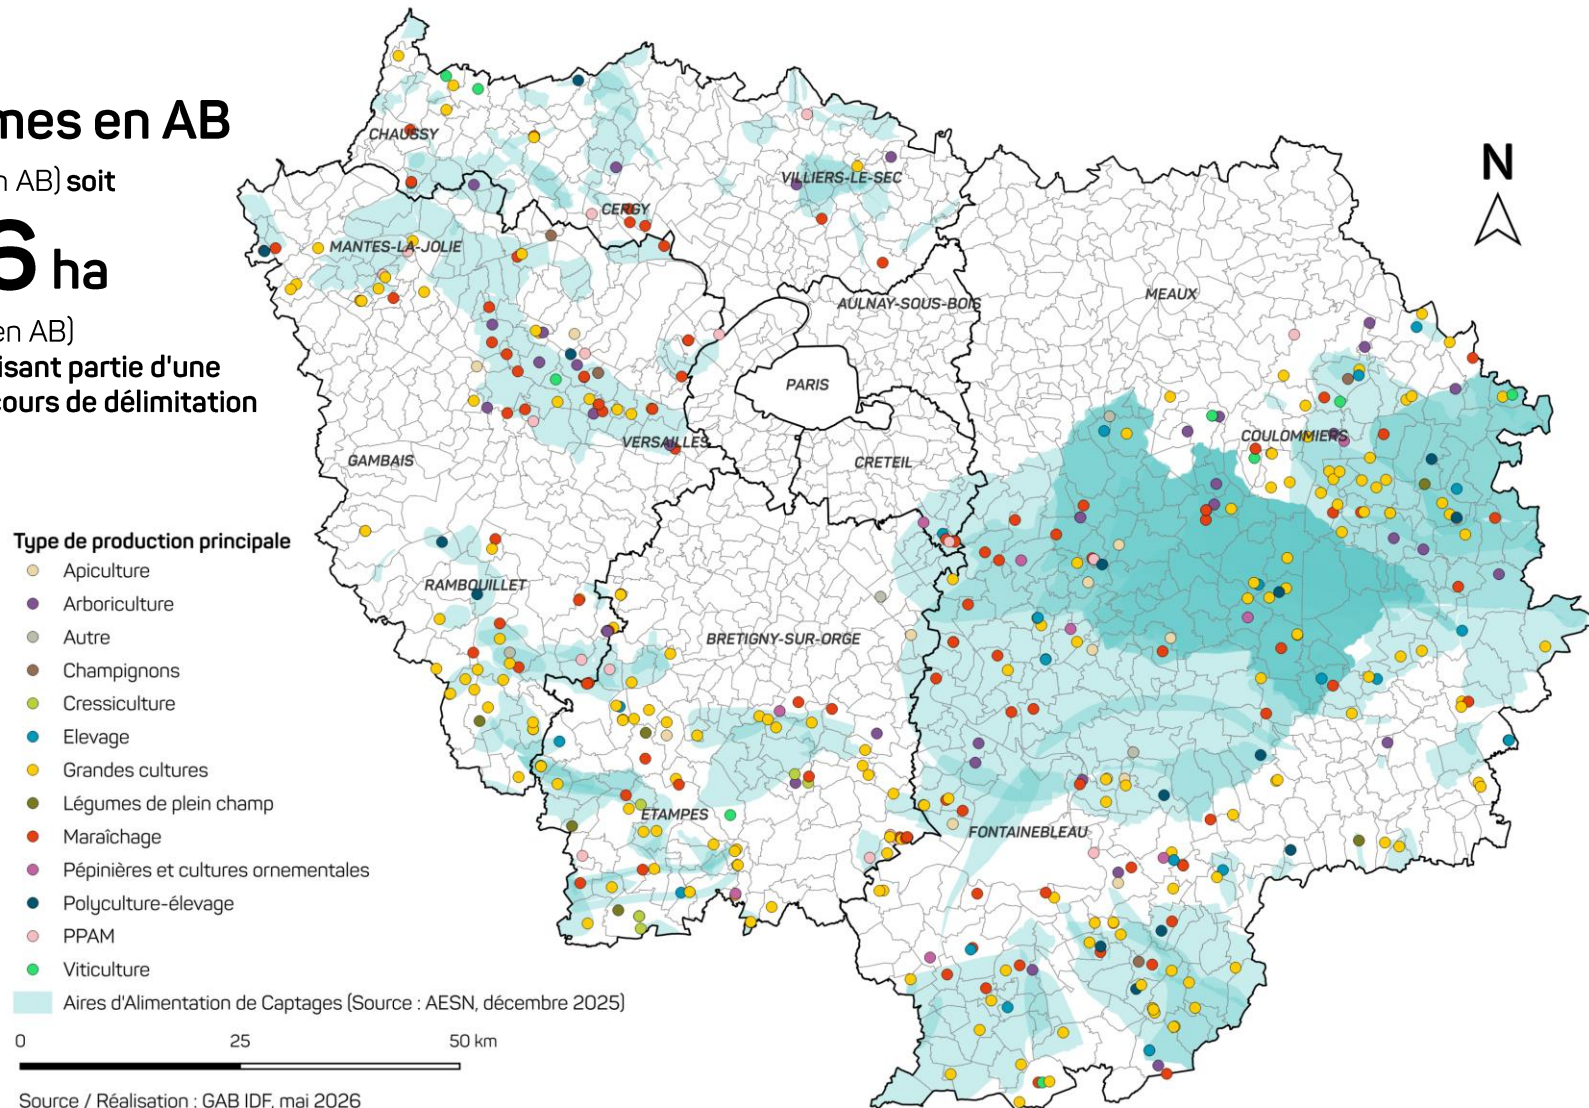 mes en AB
n AB) soit
6 ha
en AB)
isant partie d'une
cours de délimitation
N
CHAUSSY
VILLIERS-LE-SEC
CERGY
MANTES-LA-JOLIE
AULNAY-SOUS-BOIS
MEAUX
PARIS
COULOMMIERS
VERSAILLES
CRETEIL
GAMBAIS
RAMBOUILLET
BRETIGNY-SUR-ORGE
ETAMPES
FONTAINEBLEAU
Type de production principale
Apiculture
Arboriculture
Autre
Champignons
Cressiculture
Elevage
Grandes cultures
Légumes de plein champ
Maraîchage
Pépinières et cultures ornementales
Polyculture-élevage
PPAM
Viticulture
Aires d'Alimentation de Captages (Source : AESN, décembre 2025)
0 25 50 km
Source / Réalisation : GAB IDF, mai 2026